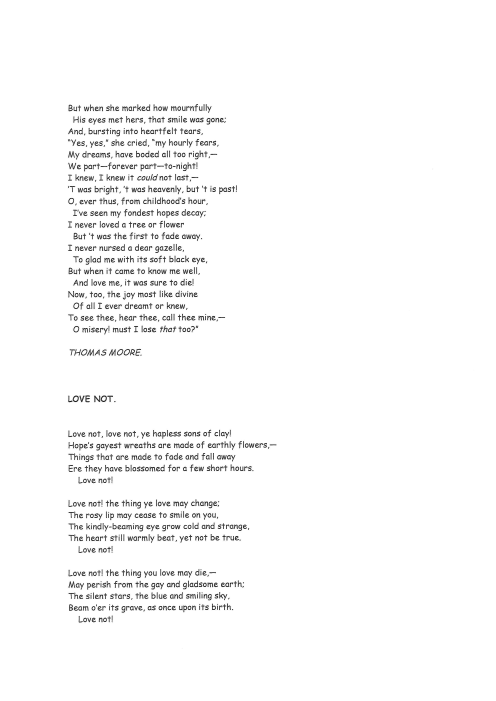 But when she marked how mournfully
His eyes met hers, that smile was gone;
And, bursting into heartfelt tears,
"Yes, yes," she cried, "my hourly fears,
My dreams, have boded all too right,—
We part—forever part—to-night!
I knew, I knew it could not last,—
'T was bright, 't was heavenly, but 't is past!
O, ever thus, from childhood's hour,
I've seen my fondest hopes decay;
I never loved a tree or flower
But 't was the first to fade away.
I never nursed a dear gazelle,
To glad me with its soft black eye,
But when it came to know me well,
And love me, it was sure to die!
Now, too, the joy most like divine
Of all I ever dreamt or knew,
To see thee, hear thee, call thee mine,—
O misery! must I lose that too?"
THOMAS MOORE.
LOVE NOT.
Love not, love not, ye hapless sons of clay!
Hope's gayest wreaths are made of earthly flowers,—
Things that are made to fade and fall away
Ere they have blossomed for a few short hours.
Love not!
Love not! the thing ye love may change;
The rosy lip may cease to smile on you,
The kindly-beaming eye grow cold and strange,
The heart still warmly beat, yet not be true.
Love not!
Love not! the thing you love may die,—
May perish from the gay and gladsome earth;
The silent stars, the blue and smiling sky,
Beam o'er its grave, as once upon its birth.
Love not!